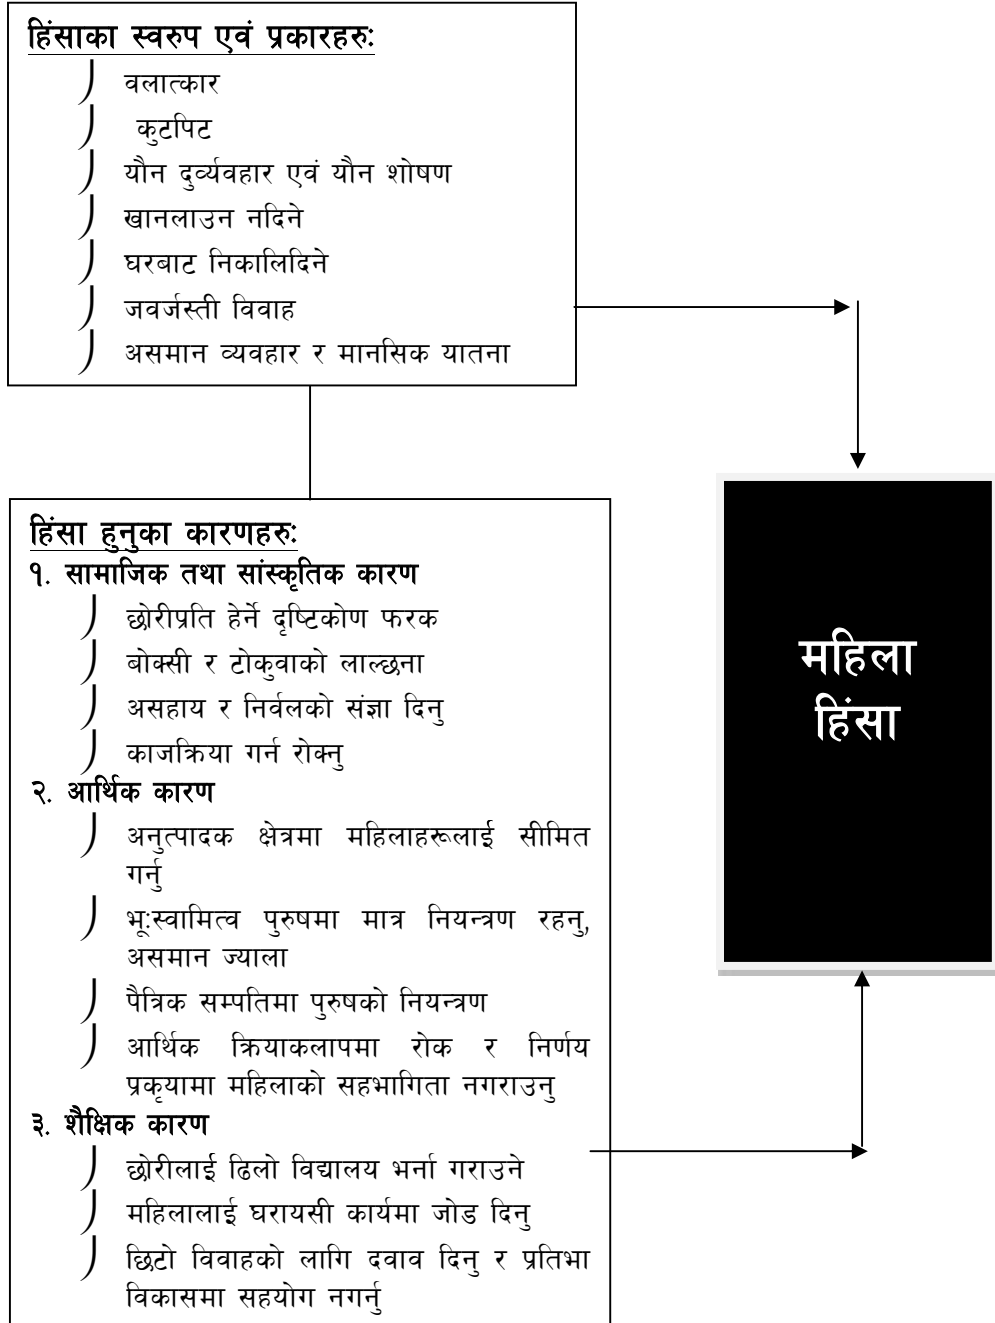 हिंसाका स्वरुप एवं प्रकारहरुः
वलात्कार
कुटपिट
यौन दुर्व्यवहार एवं यौन शोषण
खानलाउन नदिने
घरबाट निकालिदिने
जवर्जस्ती विवाह
असमान व्यवहार र मानसिक यातना
हिंसा हुनुका कारणहरुः
१. सामाजिक तथा सांस्कृतिक कारण
छोरीप्रति हेर्ने दृष्टिकोण फरक
बोक्सी र टोकुवाको लाल्छना
असहाय र निर्वलको संज्ञा दिनु
काजक्रिया गर्न रोक्नु
२. आर्थिक कारण
अनुत्पादक क्षेत्रमा महिलाहरूलाई सीमित
गर्नु
भूःस्वामित्व पुरुषमा मात्र नियन्त्रण रहनु,
असमान ज्याला
पैत्रिक सम्पतिमा पुरुषको नियन्त्रण
आर्थिक क्रियाकलापमा रोक र निर्णय
प्रकृयामा महिलाको सहभागिता नगराउनु
३. शैक्षिक कारण
छोरीलाई ढिलो विद्यालय भर्ना गराउने
महिलालाई घरायसी कार्यमा जोड दिनु
छिटो विवाहको लागि दवाव दिनु र प्रतिभा
विकासमा सहयोग नगर्नु
महिला
हिंसा